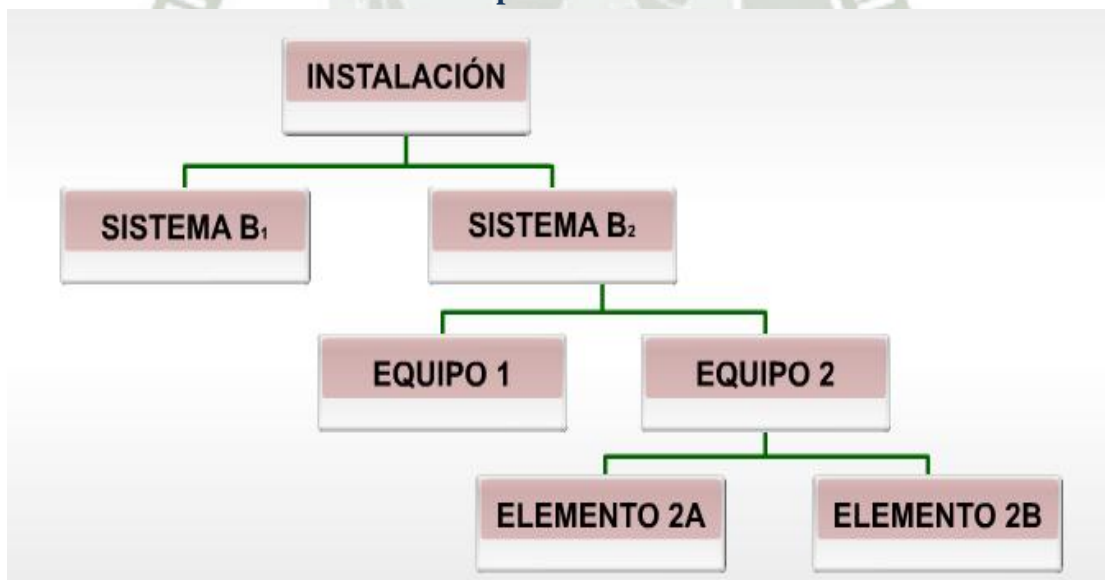 INSTALACIÓN
SISTEMA B₁
SISTEMA B₂
EQUIPO 1
EQUIPO 2
ELEMENTO 2A
ELEMENTO 2B